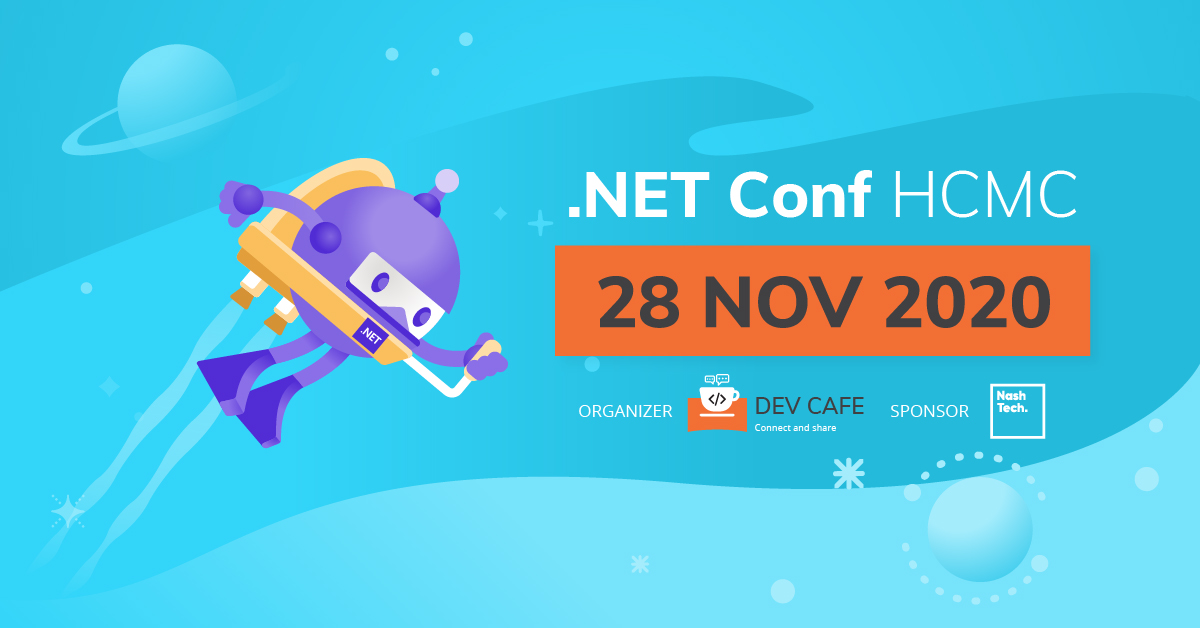 .NET Conf HCMC
28 NOV 2020
.NET
ORGANIZER
</>
DEV CAFE
Connect and share
SPONSOR
Nash
Tech.